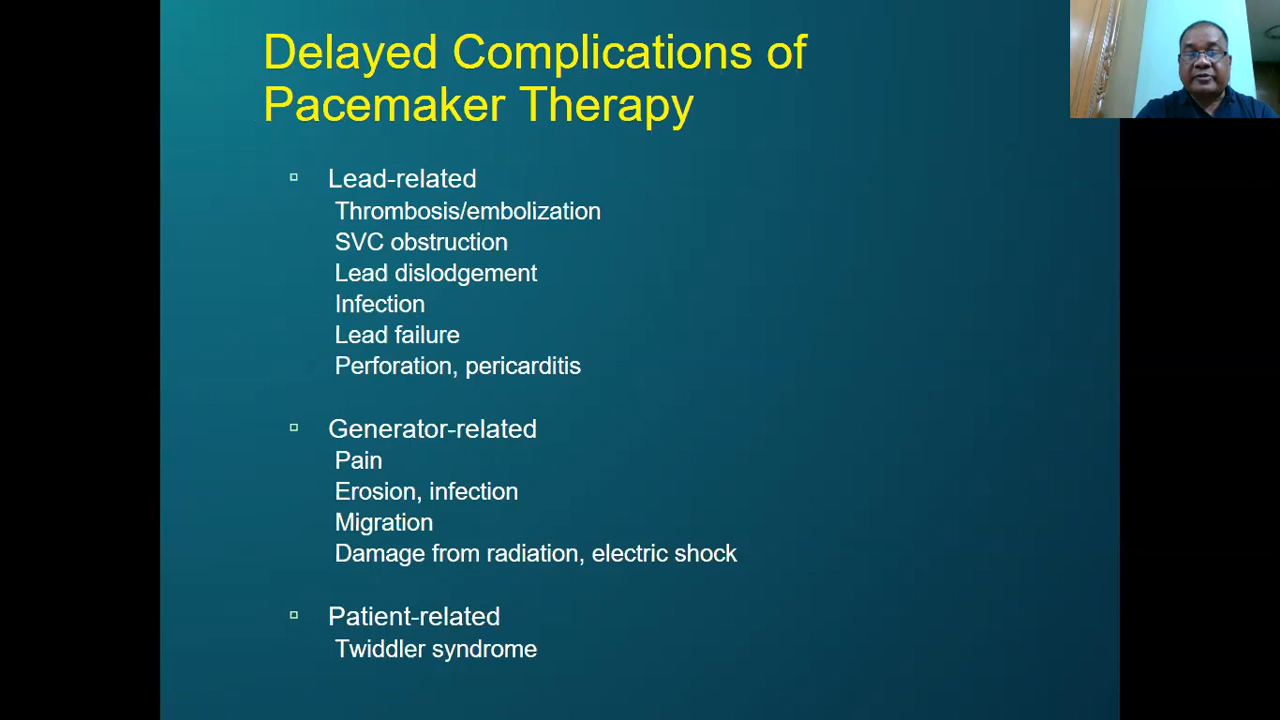 Delayed Complications of
Pacemaker Therapy
Lead-related
Thrombosis/embolization
SVC obstruction
Lead dislodgement
Infection
Lead failure
Perforation, pericarditis
Generator-related
Pain
Erosion, infection
Migration
Damage from radiation, electric shock
Patient-related
Twiddler syndrome